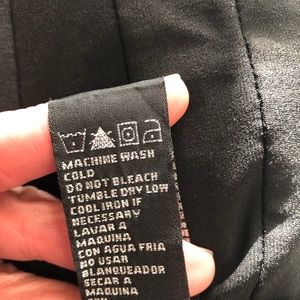 MACHINE WASH
COLD
DO NOT BLEACH
TUMBLE DRY LOW
COOL IRON IF
NECESSARY
LAVAR A
MAQUINA
CON AGUA FRIA
NO USAR
BLANQUEADOR
SECAR A
MAQUINA